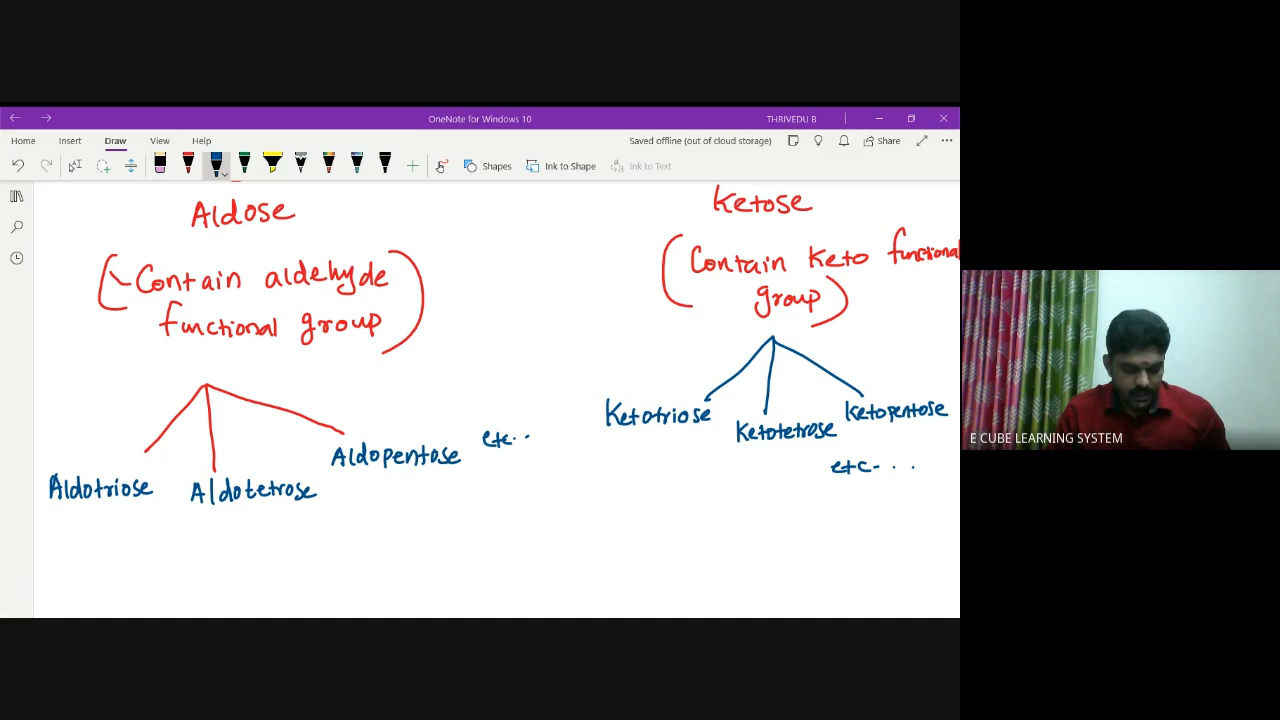 OneNote for Windows 10
THRIVEDU B
Home Insert Draw View Help
Saved offline (out of cloud storage)
Share
Shapes
Ink to Shape
Ink to Text
Aldose
(Contain aldehyde
functional group)
Aldotriose
Aldotetrose
Aldopentose
etc..
Ketose
(Contain Keto functional
group)
Ketotriose
Ketotetrose
Ketopentose
etc-...
E CUBE LEARNING SYSTEM